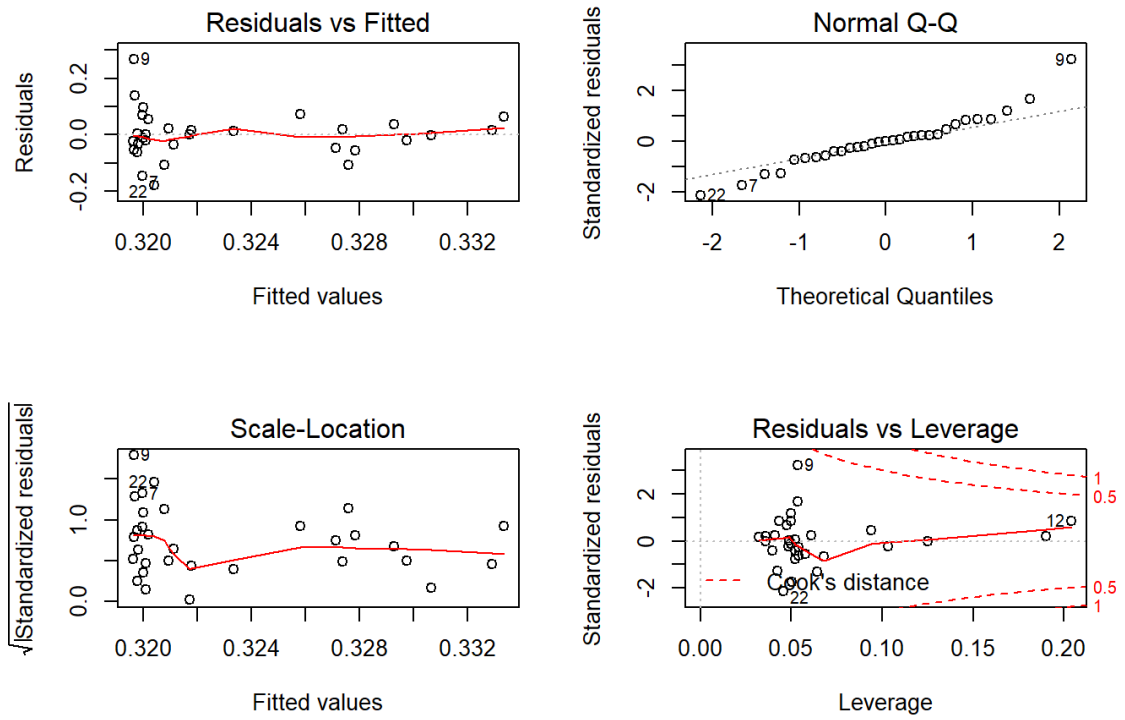 Residuals vs Fitted
Residuals
-0.2 0.0 0.2
9
22
7
0.320 0.324 0.328 0.332
Fitted values
Normal Q-Q
Standardized residuals
-2 0 2
9
22
7
-2 -1 0 1 2
Theoretical Quantiles
Scale-Location
√|Standardized residuals|
0.0 1.0
9
22
7
0.320 0.324 0.328 0.332
Fitted values
Residuals vs Leverage
Standardized residuals
-2 0 2
9
12
22
1
0.5
0.5
1
Cook's distance
0.00 0.05 0.10 0.15 0.20
Leverage